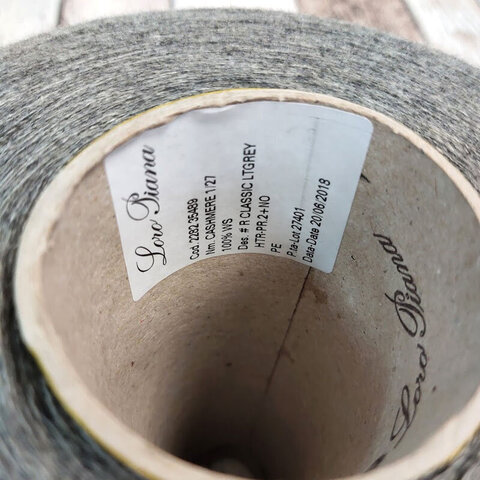 Loro Piana
Cod. 2282 35489
Nm. CASHMERE 1/27
100% WS
Des. # R CLASSIC LTGREY
HTR-PR.2+NO
PE
P.ta-Lot 27401
Data-Date 20/06/2018
Loro Piana